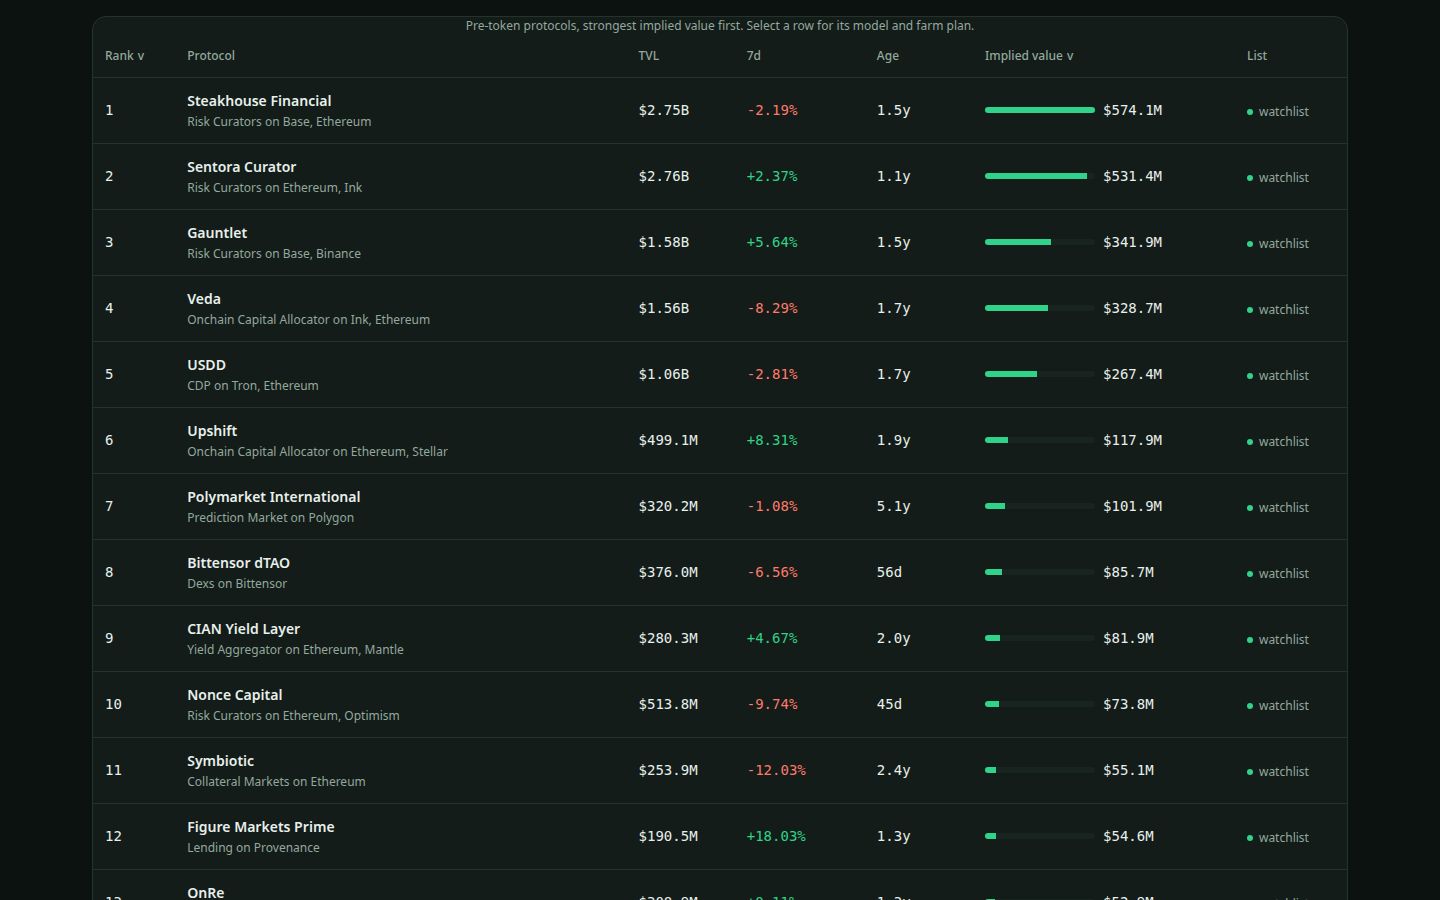 Pre-token protocols, strongest implied value first. Select a row for its model and farm plan.
Rank v Protocol TVL 7d Age Implied value v List
1 Steakhouse Financial $2.75B -2.19% 1.5y $574.1M watchlist
Risk Curators on Base, Ethereum
2 Sentora Curator $2.76B +2.37% 1.1y $531.4M watchlist
Risk Curators on Ethereum, Ink
3 Gauntlet $1.58B +5.64% 1.5y $341.9M watchlist
Risk Curators on Base, Binance
4 Veda $1.56B -8.29% 1.7y $328.7M watchlist
Onchain Capital Allocator on Ink, Ethereum
5 USDD $1.06B -2.81% 1.7y $267.4M watchlist
CDP on Tron, Ethereum
6 Upshift $499.1M +8.31% 1.9y $117.9M watchlist
Onchain Capital Allocator on Ethereum, Stellar
7 Polymarket International $320.2M -1.08% 5.1y $101.9M watchlist
Prediction Market on Polygon
8 Bittensor dTAO $376.0M -6.56% 56d $85.7M watchlist
Dexs on Bittensor
9 CIAN Yield Layer $280.3M +4.67% 2.0y $81.9M watchlist
Yield Aggregator on Ethereum, Mantle
10 Nonce Capital $513.8M -9.74% 45d $73.8M watchlist
Risk Curators on Ethereum, Optimism
11 Symbiotic $253.9M -12.03% 2.4y $55.1M watchlist
Collateral Markets on Ethereum
12 Figure Markets Prime $190.5M +18.03% 1.3y $54.6M watchlist
Lending on Provenance
OnRe